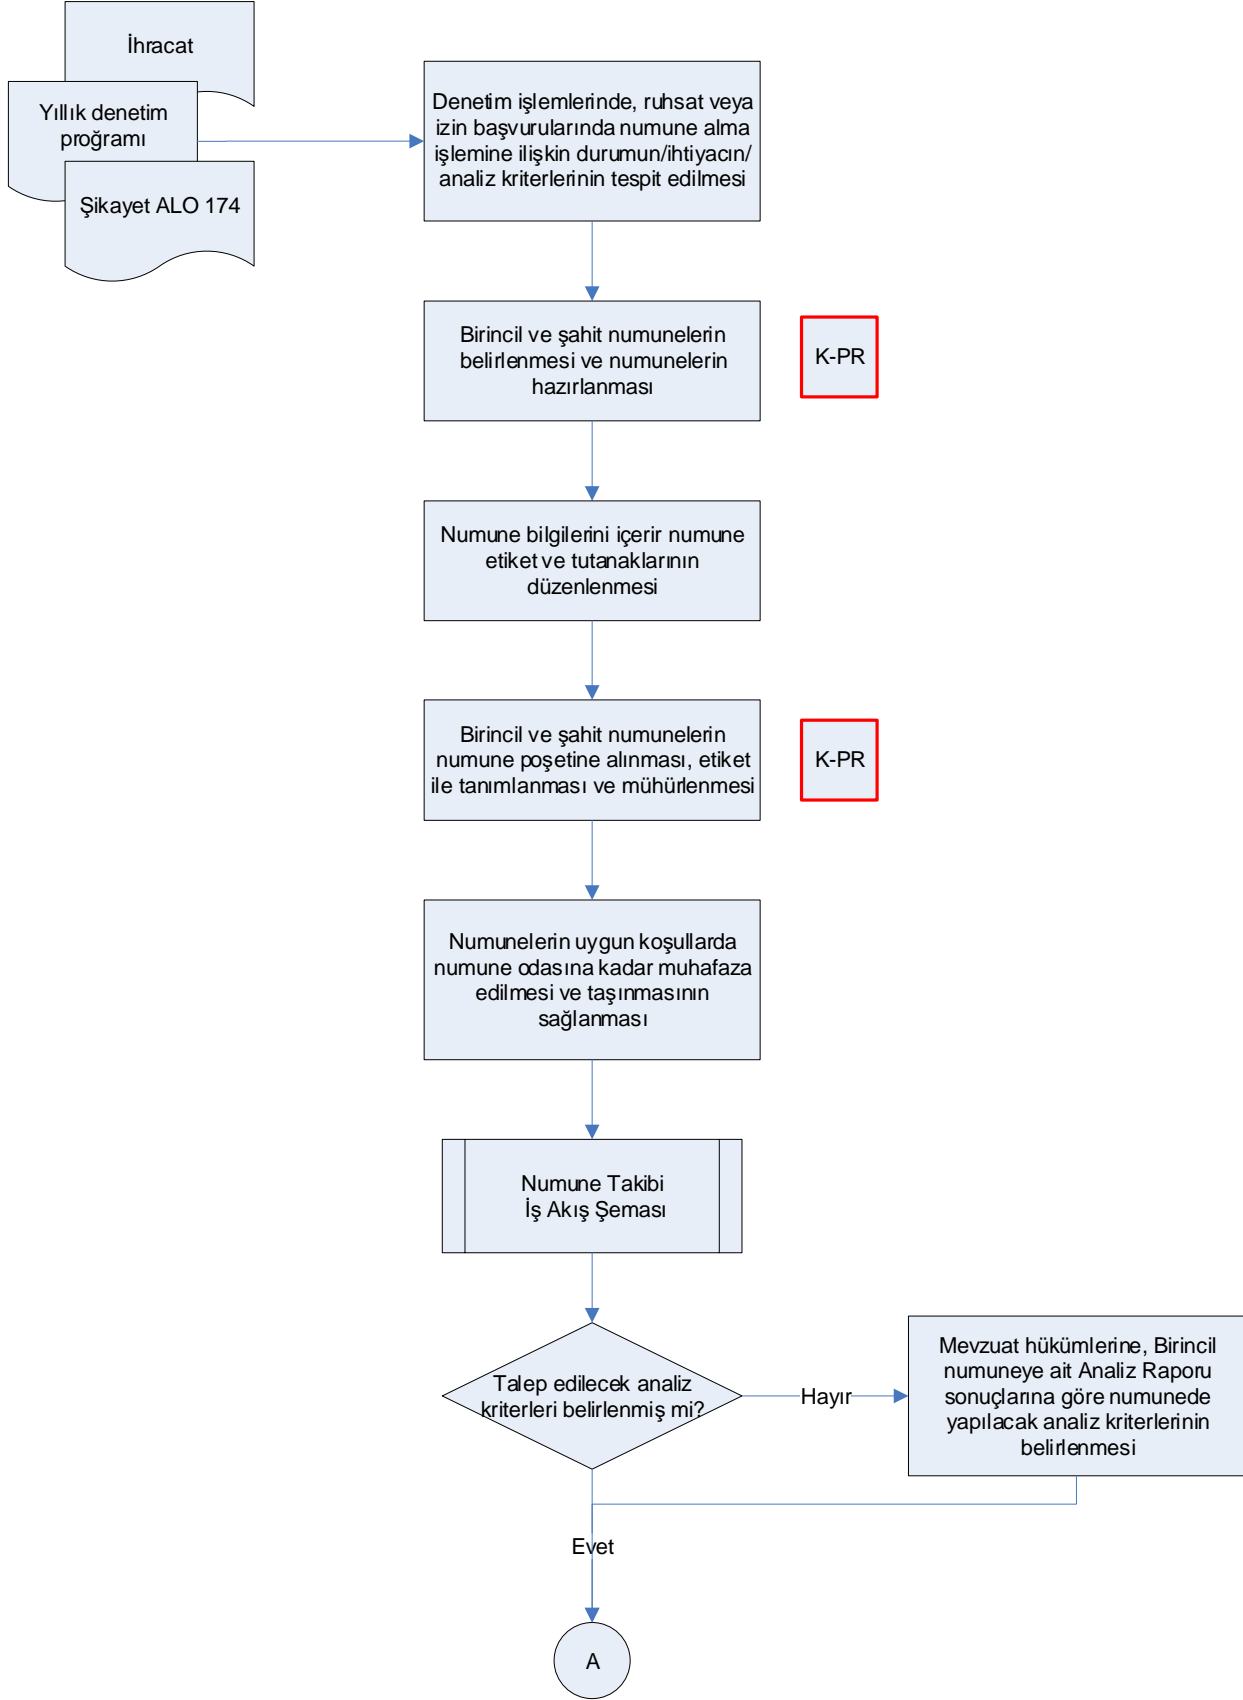 İhracat
Yıllık denetim
proğramı
Şikayet ALO 174
Denetim işlemlerinde, ruhsat veya
izin başvurularında numune alma
işlemine ilişkin durumun/ihtiyacın/
analiz kriterlerinin tespit edilmesi
Birincil ve şahit numunelerin
belirlenmesi ve numunelerin
hazırlanması
K-PR
Numune bilgilerini içerir numune
etiket ve tutanaklarının
düzenlenmesi
Birincil ve şahit numunelerin
numune poşetine alınması, etiket
ile tanımlanması ve mühürlenmesi
K-PR
Numunelerin uygun koşullarda
numune odasına kadar muhafaza
edilmesi ve taşınmasının
sağlanması
Numune Takibi
İş Akış Şeması
Talep edilecek analiz
kriterleri belirlenmiş mi?
Hayır
Mevzuat hükümlerine, Birincil
numuneye ait Analiz Raporu
sonuçlarına göre numunede
yapılacak analiz kriterlerinin
belirlenmesi
Evet
A